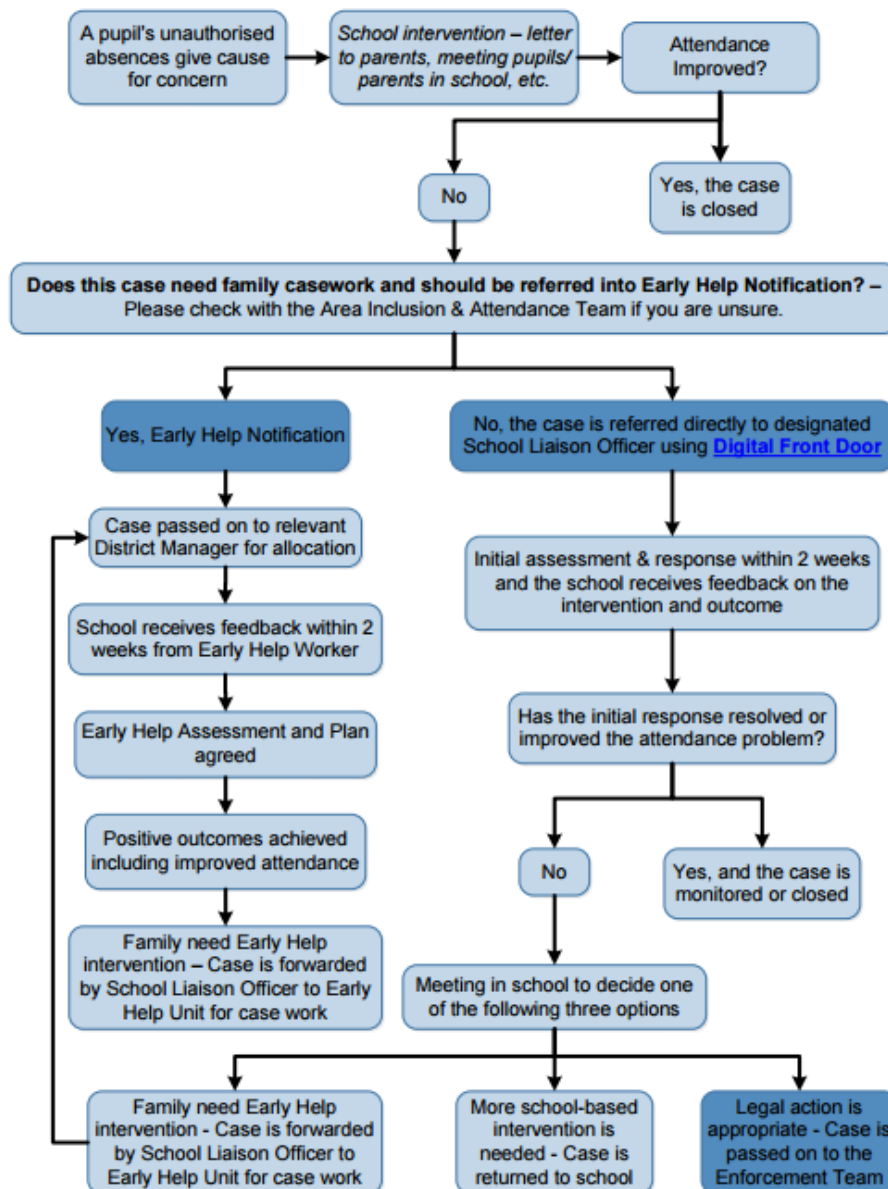 A pupil's unauthorised
absences give cause
for concern
School intervention – letter
to parents, meeting pupils/
parents in school, etc.
Attendance
Improved?
No
Yes, the case
is closed
Does this case need family casework and should be referred into Early Help Notification? –
Please check with the Area Inclusion & Attendance Team if you are unsure.
Yes, Early Help Notification
No, the case is referred directly to designated
School Liaison Officer using Digital Front Door
Case passed on to relevant
District Manager for allocation
Initial assessment & response within 2 weeks
and the school receives feedback on the
intervention and outcome
School receives feedback within 2
weeks from Early Help Worker
Early Help Assessment and Plan
agreed
Has the initial response resolved or
improved the attendance problem?
Positive outcomes achieved
including improved attendance
No
Yes, and the case is
monitored or closed
Family need Early Help
intervention – Case is forwarded
by School Liaison Officer to Early
Help Unit for case work
Meeting in school to decide one
of the following three options
Family need Early Help
intervention - Case is forwarded
by School Liaison Officer to
Early Help Unit for case work
More school-based
intervention is
needed - Case is
returned to school
Legal action is
appropriate - Case is
passed on to the
Enforcement Team